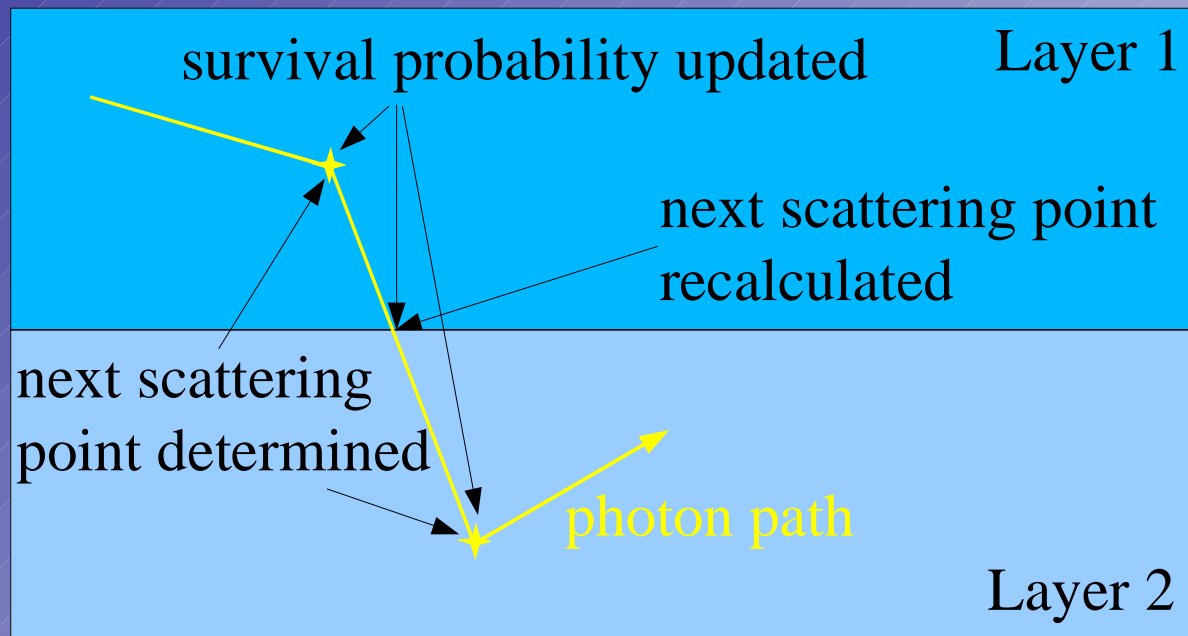 survival probability updated
Layer 1
next scattering point
recalculated
next scattering
point determined
photon path
Layer 2